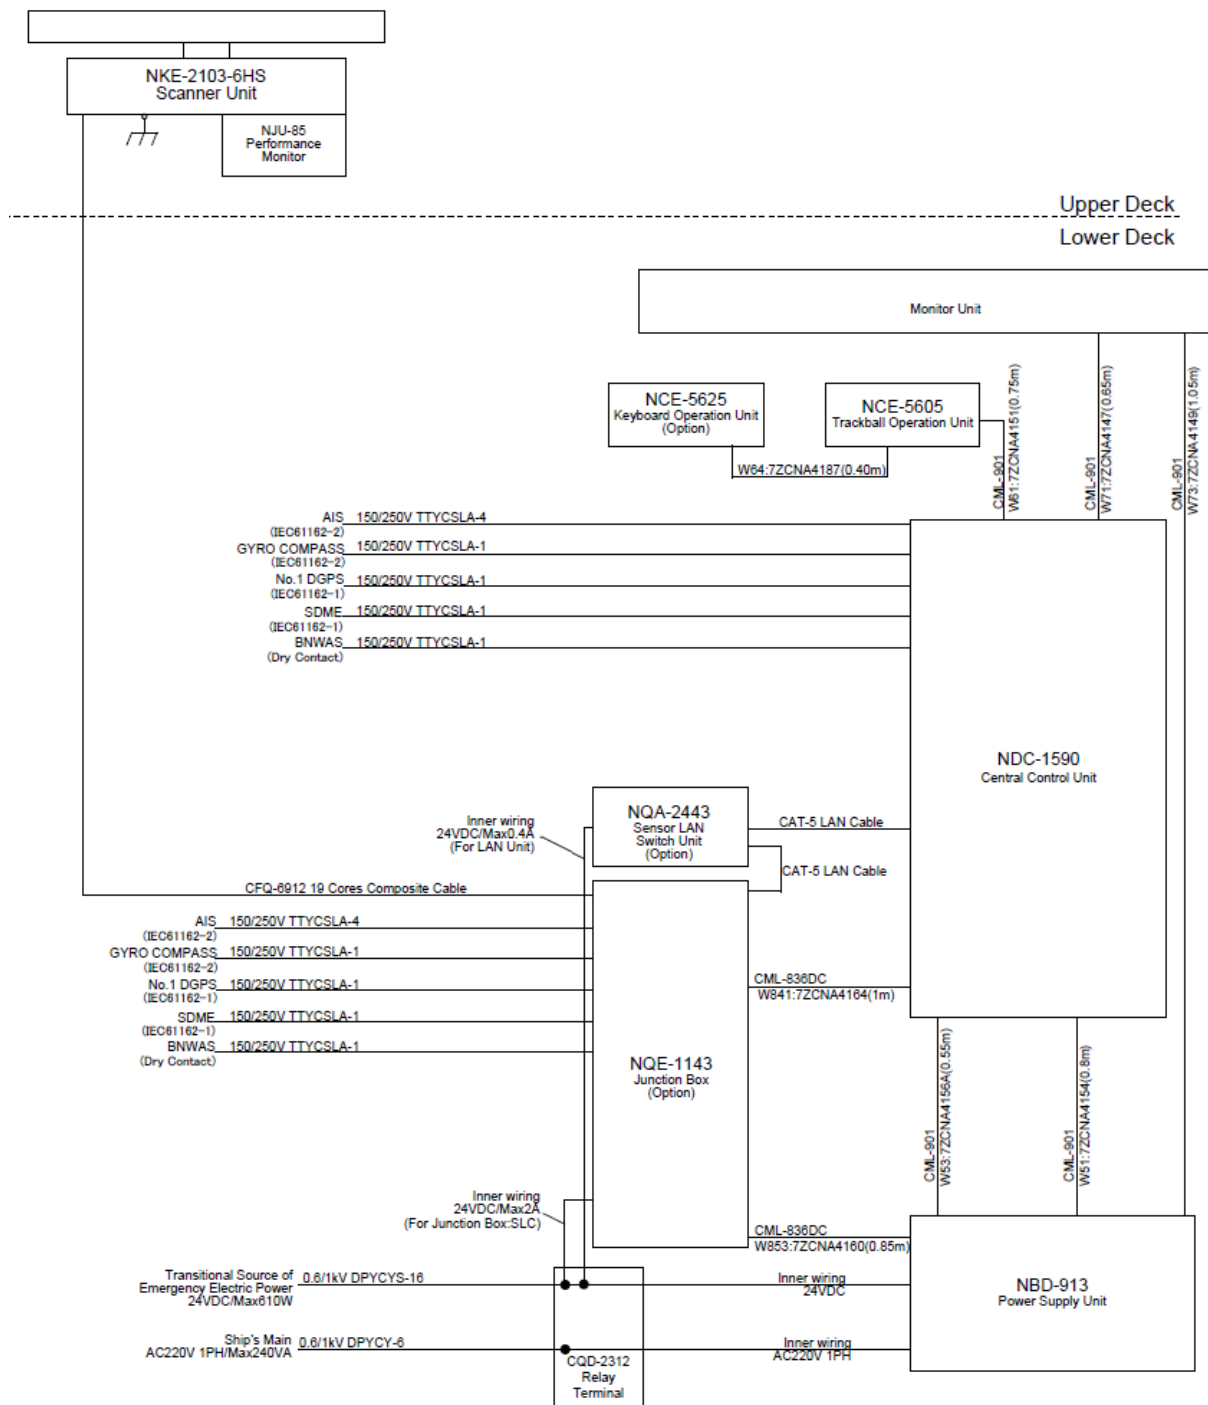 NKE-2103-6HS
Scanner Unit
NJU-85
Performance
Monitor
Upper Deck
Lower Deck
Monitor Unit
NCE-5625
Keyboard Operation Unit
(Option)
NCE-5605
Trackball Operation Unit
W64:7ZCNA4187(0.40m)
CML-901
W61:7ZCNA4151(0.75m)
CML-901
W71:7ZCNA4147(0.65m)
CML-901
W73:7ZCNA4149(1.05m)
AIS 150/250V TTYCSLA-4
(IEC61162-2)
GYRO COMPASS 150/250V TTYCSLA-1
(IEC61162-2)
No.1 DGPS 150/250V TTYCSLA-1
(IEC61162-1)
SDME 150/250V TTYCSLA-1
(IEC61162-1)
BNWAS 150/250V TTYCSLA-1
(Dry Contact)
NDC-1590
Central Control Unit
NQA-2443
Sensor LAN
Switch Unit
(Option)
CAT-5 LAN Cable
CAT-5 LAN Cable
Inner wiring
24VDC/Max0.4A
(For LAN Unit)
CFQ-6912 19 Cores Composite Cable
AIS 150/250V TTYCSLA-4
(IEC61162-2)
GYRO COMPASS 150/250V TTYCSLA-1
(IEC61162-2)
No.1 DGPS 150/250V TTYCSLA-1
(IEC61162-1)
SDME 150/250V TTYCSLA-1
(IEC61162-1)
BNWAS 150/250V TTYCSLA-1
(Dry Contact)
NQE-1143
Junction Box
(Option)
CML-836DC
W841:7ZCNA4164(1m)
CML-901
W53:7ZCNA4156A(0.55m)
CML-901
W51:7ZCNA4154(0.8m)
Inner wiring
24VDC/Max2A
(For Junction Box:SLC)
CML-836DC
W853:7ZCNA4160(0.85m)
Transitional Source of
Emergency Electric Power
24VDC/Max610W
0.6/1kV DPYCYS-16
Inner wiring
24VDC
NBD-913
Power Supply Unit
Ship's Main
AC220V 1PH/Max240VA
0.6/1kV DPYCY-6
Inner wiring
AC220V 1PH
CQD-2312
Relay
Terminal